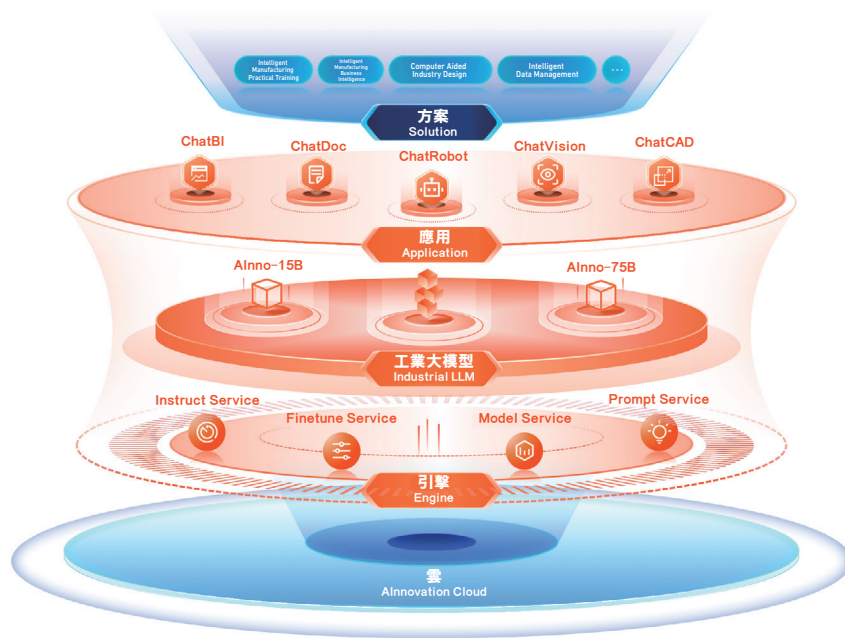 Intelligent
Manufacturing
Practical Training
Intelligent
Manufacturing
Business
Intelligence
Computer Aided
Industry Design
Intelligent
Data Management
...
方案
Solution
ChatBI
ChatDoc
ChatRobot
ChatVision
ChatCAD
應用
Application
AInno-15B
AInno-75B
工業大模型
Industrial LLM
Instruct Service
Finetune Service
Model Service
Prompt Service
引擎
Engine
雲
AInnovation Cloud